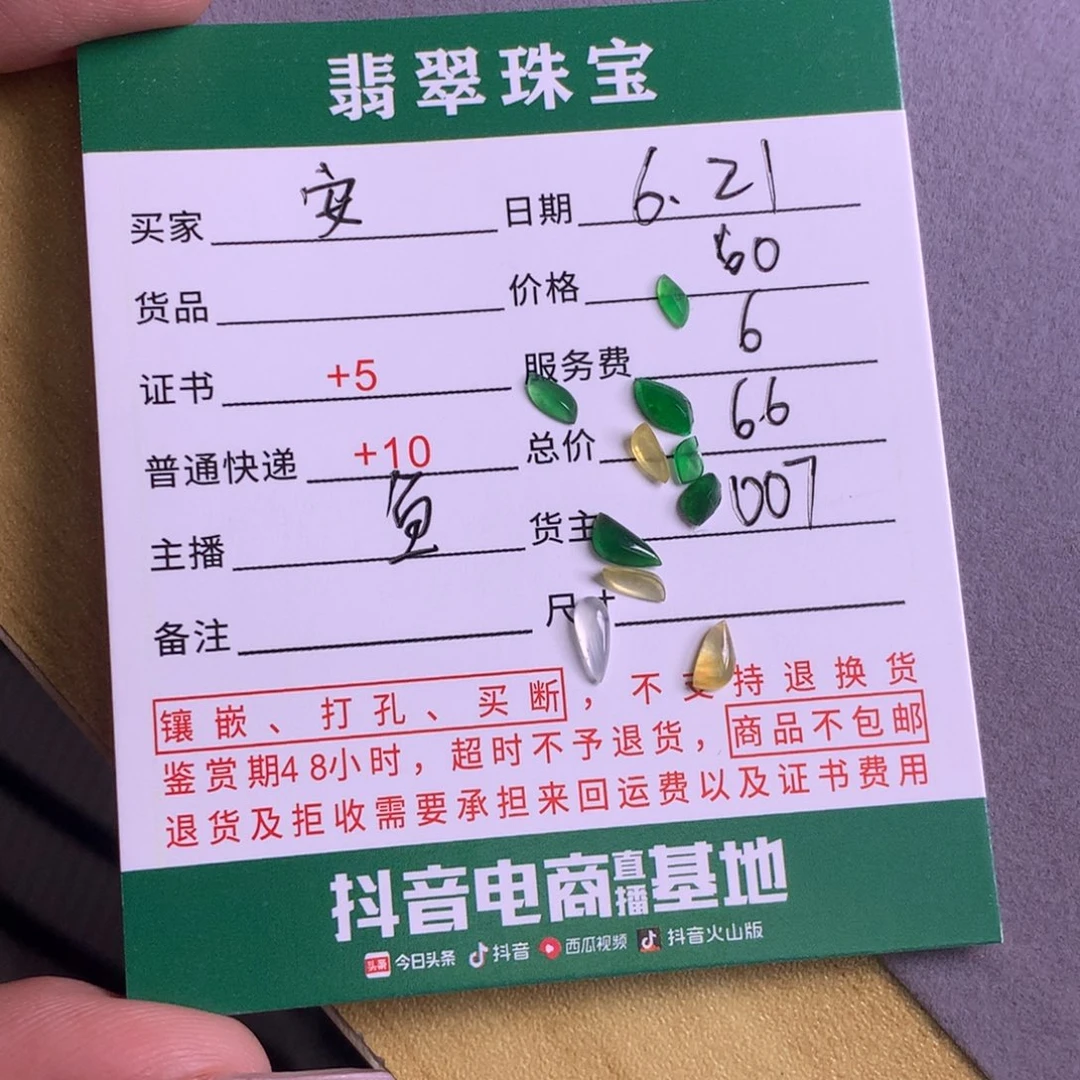 翡翠珠宝
买家 安 日期 6.21
货品 价格 60
证书 +5 服务费 6
普通快递 +10 总价 66
主播 鱼 货主 007
备注 尺寸
镶嵌、打孔、买断，不支持退换货
鉴赏期48小时，超时不予退货，商品不包邮
退货及拒收需要承担来回运费以及证书费用
抖音电商直播基地
头条 今日头条 抖音 西瓜视频 抖音火山版